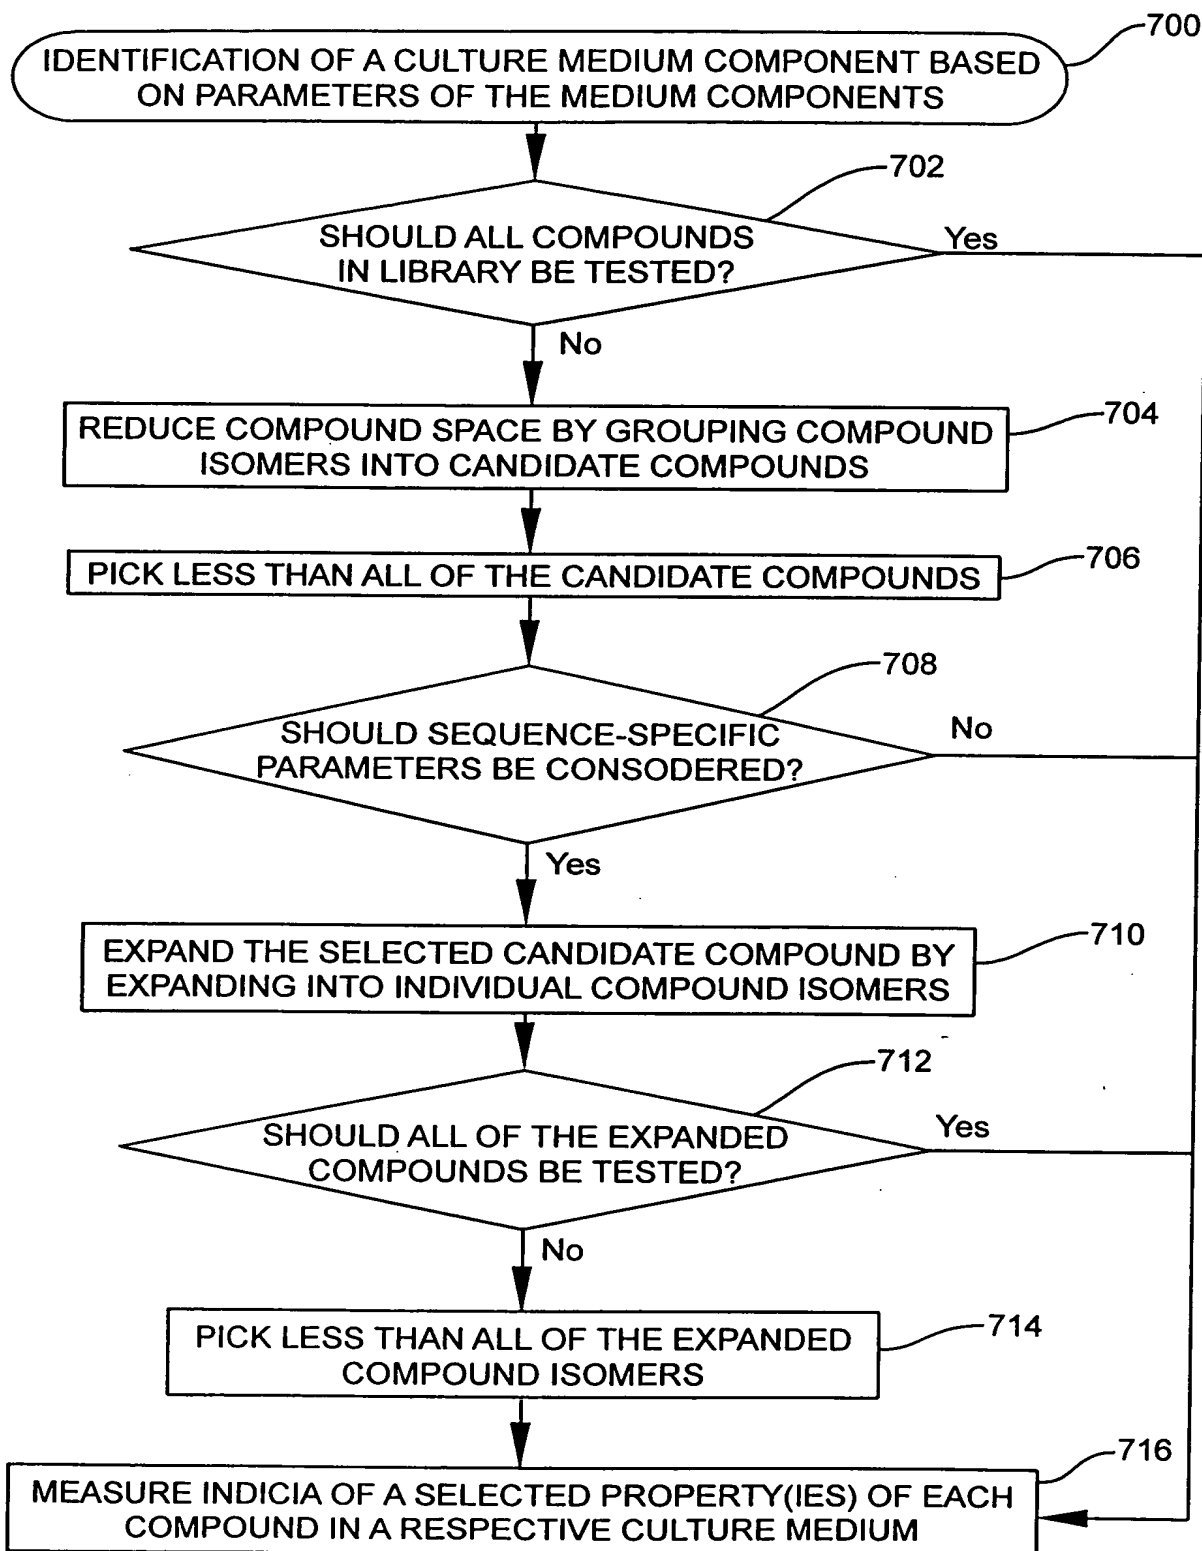 700
IDENTIFICATION OF A CULTURE MEDIUM COMPONENT BASED
ON PARAMETERS OF THE MEDIUM COMPONENTS
702
SHOULD ALL COMPOUNDS
IN LIBRARY BE TESTED?
Yes
No
704
REDUCE COMPOUND SPACE BY GROUPING COMPOUND
ISOMERS INTO CANDIDATE COMPOUNDS
706
PICK LESS THAN ALL OF THE CANDIDATE COMPOUNDS
708
SHOULD SEQUENCE-SPECIFIC
PARAMETERS BE CONSODERED?
No
Yes
710
EXPAND THE SELECTED CANDIDATE COMPOUND BY
EXPANDING INTO INDIVIDUAL COMPOUND ISOMERS
712
SHOULD ALL OF THE EXPANDED
COMPOUNDS BE TESTED?
Yes
No
714
PICK LESS THAN ALL OF THE EXPANDED
COMPOUND ISOMERS
716
MEASURE INDICIA OF A SELECTED PROPERTY(IES) OF EACH
COMPOUND IN A RESPECTIVE CULTURE MEDIUM